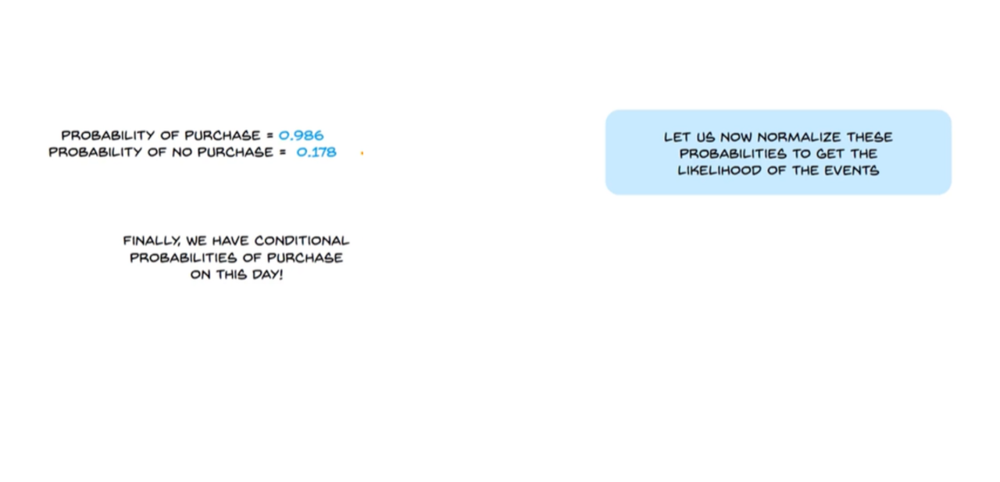 PROBABILITY OF PURCHASE = 0.986
PROBABILITY OF NO PURCHASE = 0.178
FINALLY, WE HAVE CONDITIONAL
PROBABILITIES OF PURCHASE
ON THIS DAY!
LET US NOW NORMALIZE THESE
PROBABILITIES TO GET THE
LIKELIHOOD OF THE EVENTS